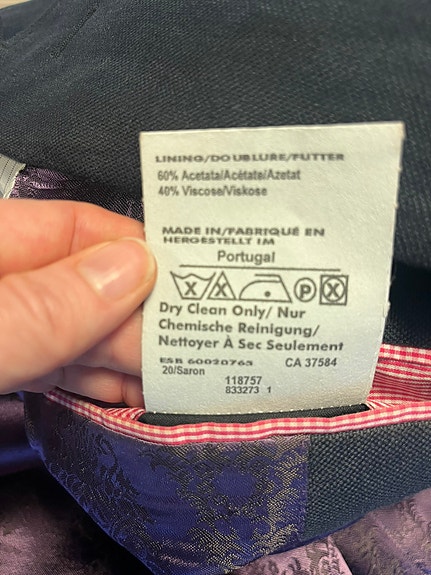 LINING/DOUBLURE/FUTTER
60% Acetata/Acétate/Azetat
40% Viscose/Viskose
MADE IN/FABRIQUÉ EN
HERGESTELLT IM
Portugal
P
Dry Clean Only/ Nur
Chemische Reinigung/
Nettoyer À Sec Seulement
ESB 60020765 CA 37584
20/Saron
118757
833273 1